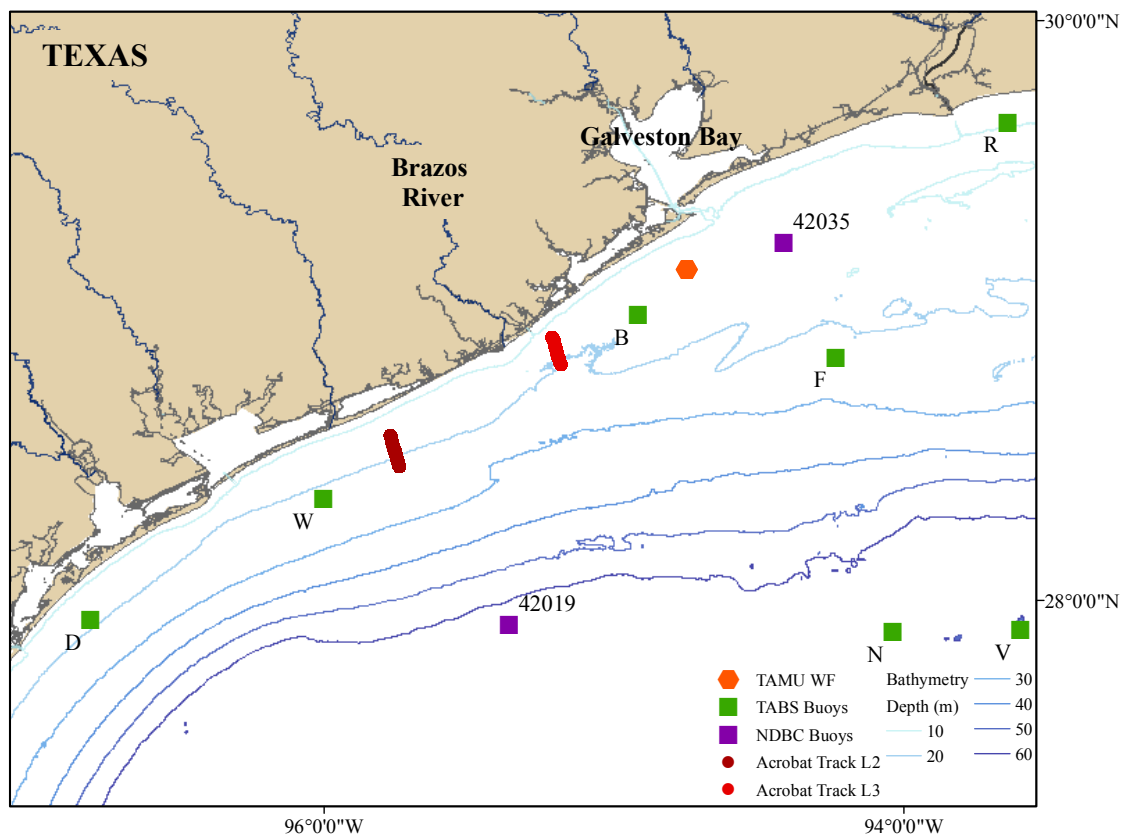 30°0'0"N
TEXAS
Galveston Bay
R
Brazos
River
42035
B
F
W
28°0'0"N
42019
D
N
V
TAMU WF
TABS Buoys
NDBC Buoys
Acrobat Track L2
Acrobat Track L3
Bathymetry
Depth (m)
10
20
30
40
50
60
96°0'0"W
94°0'0"W